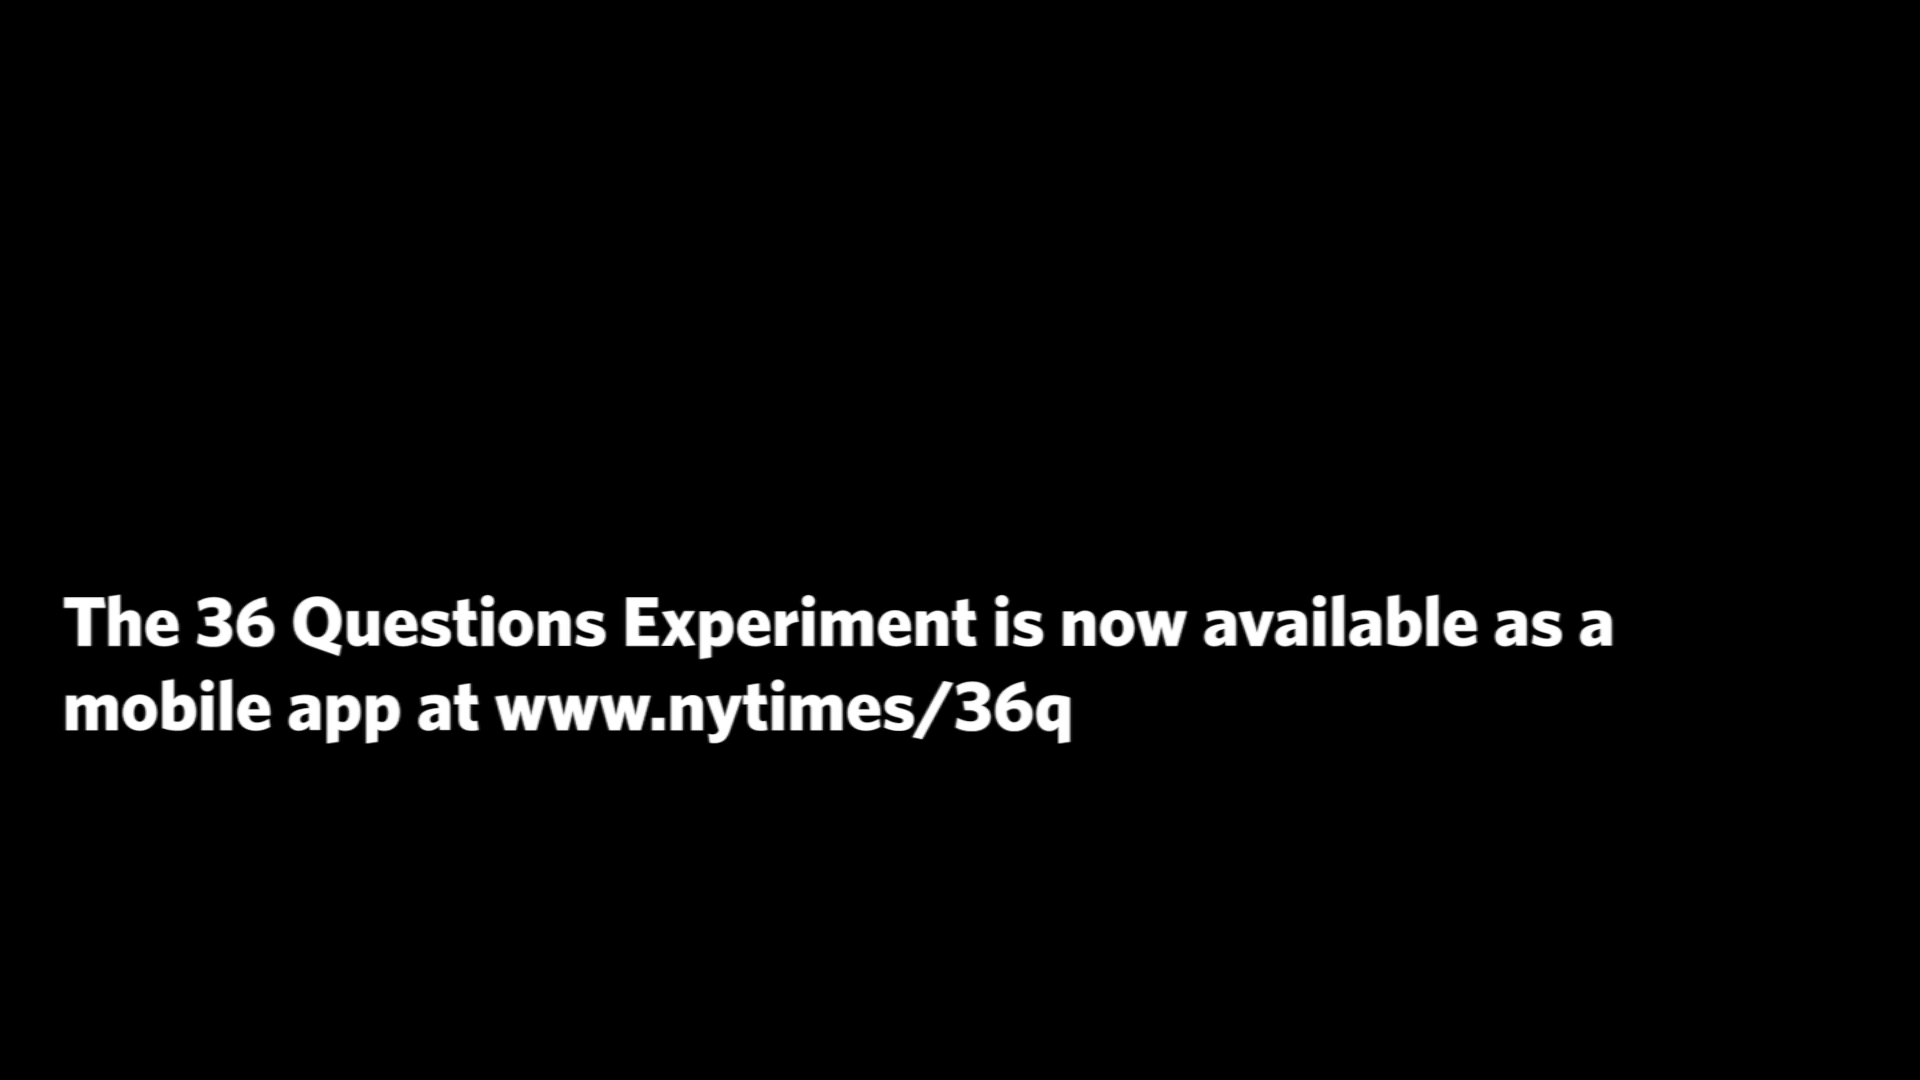 The 36 Questions Experiment is now available as a
mobile app at www.nytimes/36q